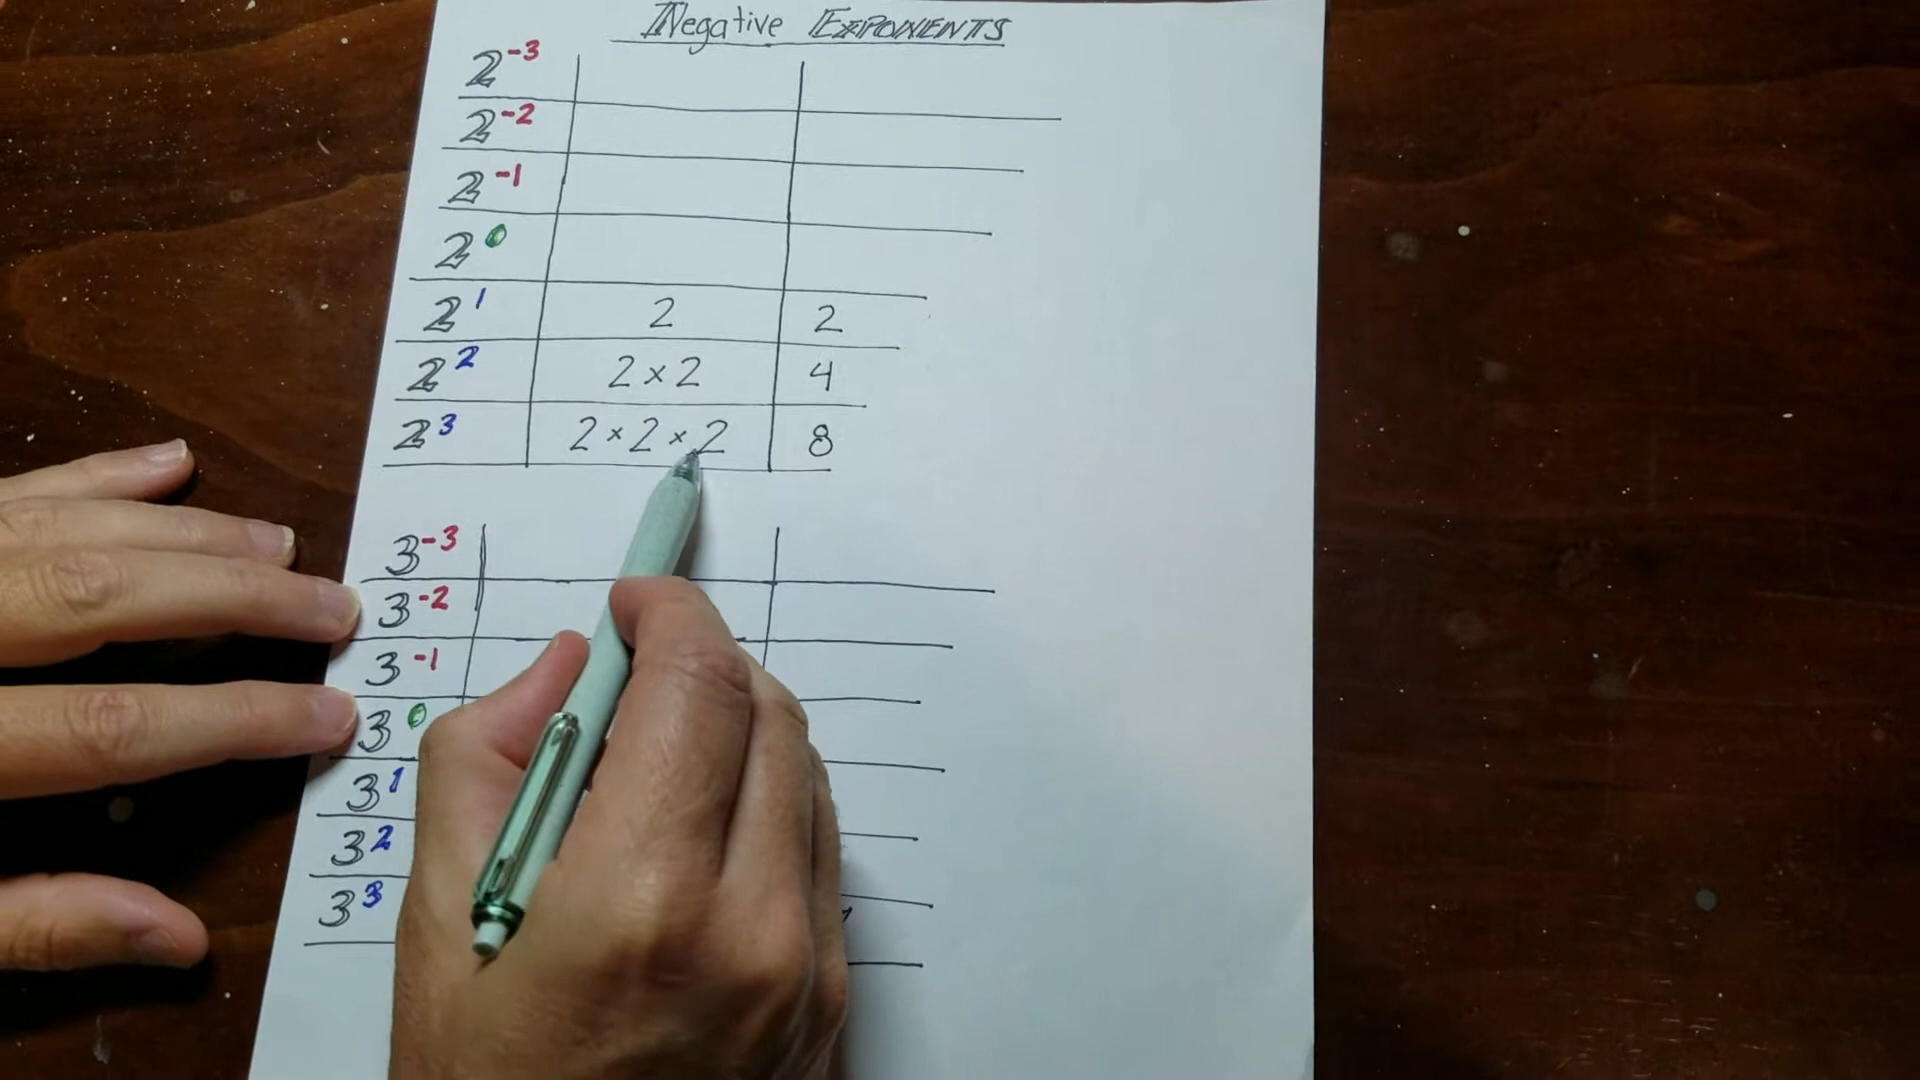 Negative EXPONENTS
2⁻³
2⁻²
2⁻¹
2⁰
2¹ 2 2
2² 2 × 2 4
2³ 2 × 2 × 2 8
3⁻³
3⁻²
3⁻¹
3⁰
3¹
3²
3³